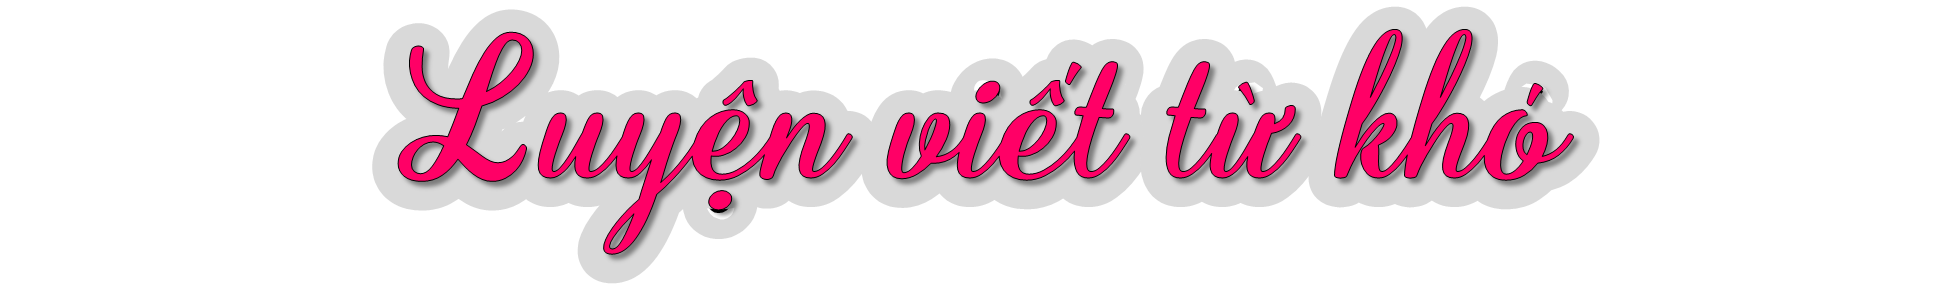 Luyện viết từ khó